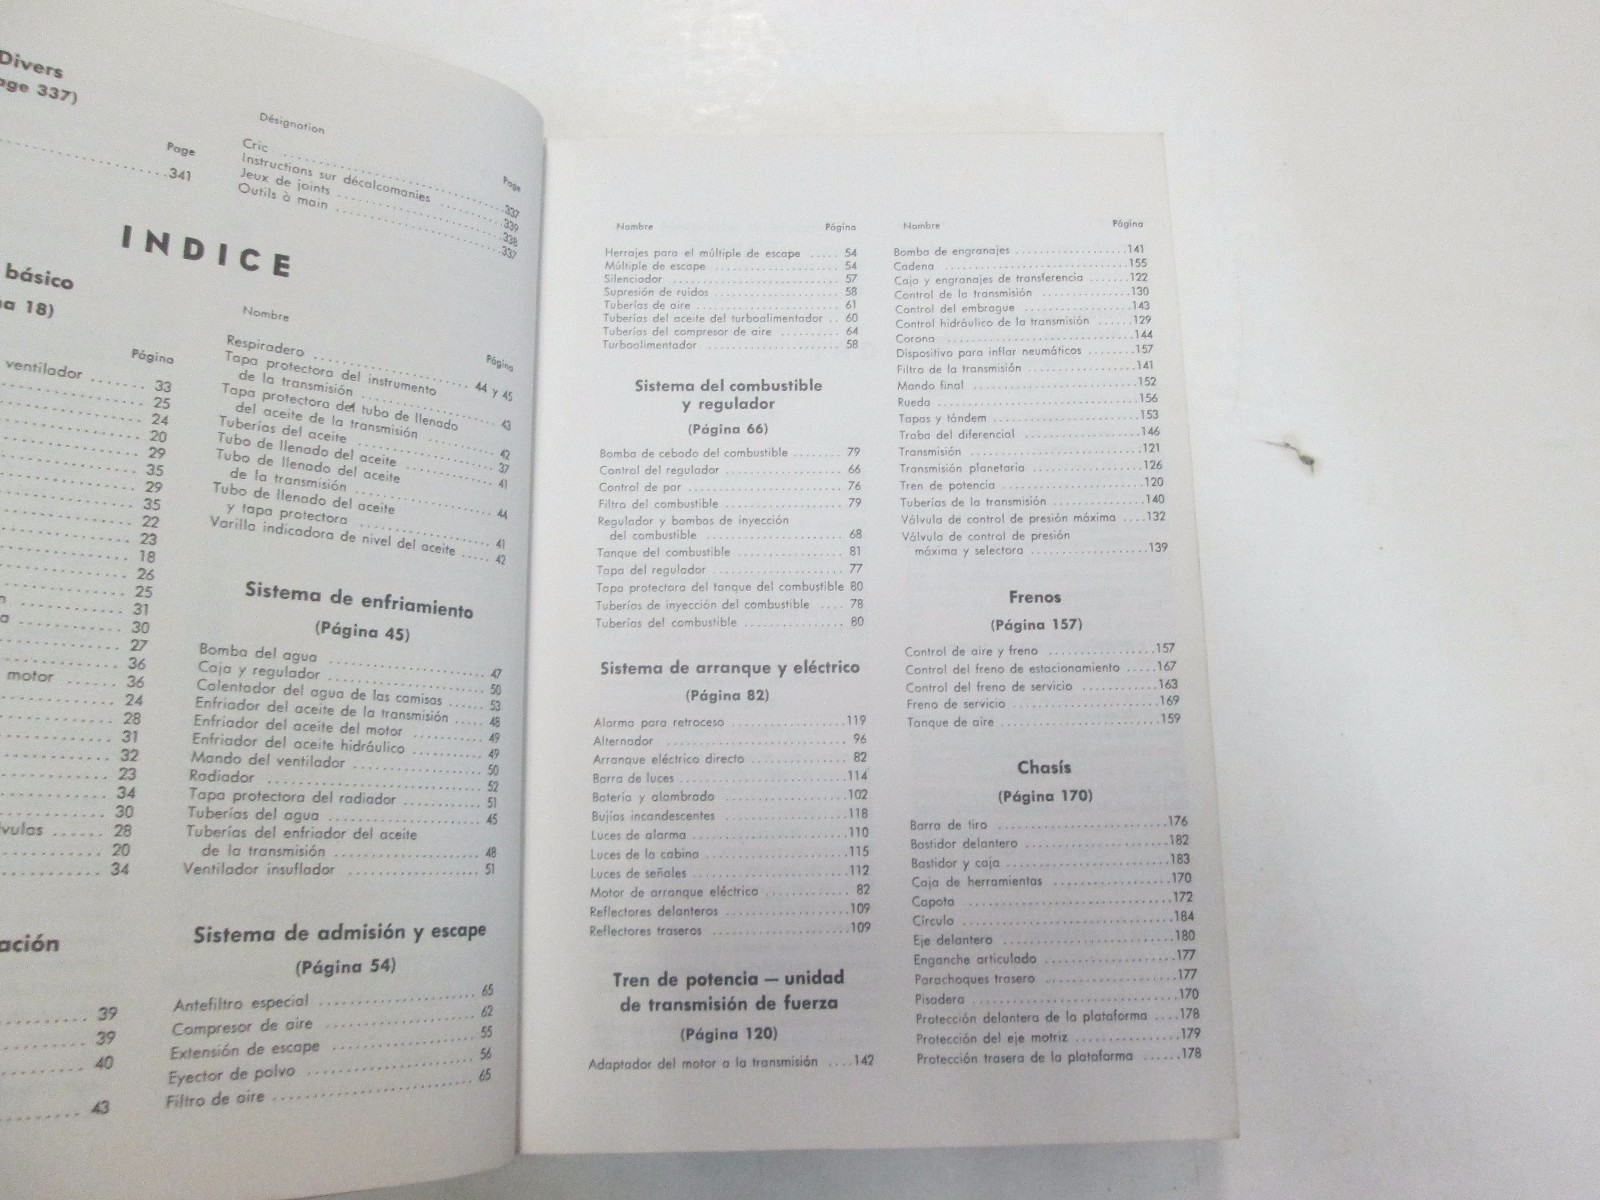 Divers
age 337)
Page
341
Désignation
Page
Cric 337
Instructions sur décalcomanies 339
Jeux de joints 338
Outils à main 337
INDICE
básico
a 18)
Página
ventilador 33
25
24
20
29
35
29
35
22
23
18
26
25
31
30
27
36
motor 36
24
28
31
32
23
34
30
lvulas 28
20
34
ación
39
39
40
43
Nombre
Página
Respiradero 44 y 45
Tapa protectora del instrumento
de la transmisión 43
Tapa protectora del tubo de llenado
del aceite de la transmisión 42
Tuberías del aceite 37
Tubo de llenado del aceite 41
Tubo de llenado del aceite
de la transmisión 44
Tubo de llenado del aceite
y tapa protectora 41
Varilla indicadora de nivel del aceite 42
Sistema de enfriamiento
(Página 45)
Bomba del agua 47
Caja y regulador 50
Calentador del agua de las camisas 53
Enfriador del aceite de la transmisión 48
Enfriador del aceite del motor 49
Enfriador del aceite hidráulico 49
Mando del ventilador 50
Radiador 52
Tapa protectora del radiador 51
Tuberías del agua 45
Tuberías del enfriador del aceite
de la transmisión 48
Ventilador insuflador 51
Sistema de admisión y escape
(Página 54)
Antefiltro especial 65
Compresor de aire 62
Extensión de escape 55
Eyector de polvo 56
Filtro de aire 65
Nombre Página
Herrajes para el múltiple de escape 54
Múltiple de escape 54
Silenciador 57
Supresión de ruidos 58
Tuberías de aire 61
Tuberías del aceite del turboalimentador 60
Tuberías del compresor de aire 64
Turboalimentador 58
Sistema del combustible
y regulador
(Página 66)
Bomba de cebado del combustible 79
Control del regulador 66
Control de par 76
Filtro del combustible 79
Regulador y bombas de inyección
del combustible 68
Tanque del combustible 81
Tapa del regulador 77
Tapa protectora del tanque del combustible 80
Tuberías de inyección del combustible 78
Tuberías del combustible 80
Sistema de arranque y eléctrico
(Página 82)
Alarma para retroceso 119
Alternador 96
Arranque eléctrico directo 82
Barra de luces 114
Batería y alambrado 102
Bujías incandescentes 118
Luces de alarma 110
Luces de la cabina 115
Luces de señales 112
Motor de arranque eléctrico 82
Reflectores delanteros 109
Reflectores traseros 109
Tren de potencia — unidad
de transmisión de fuerza
(Página 120)
Adaptador del motor a la transmisión 142
Nombre Página
Bomba de engranajes 141
Cadena 155
Caja y engranajes de transferencia 122
Control de la transmisión 130
Control del embrague 143
Control hidráulico de la transmisión 129
Corona 144
Dispositivo para inflar neumáticos 157
Filtro de la transmisión 141
Mando final 152
Rueda 156
Tapas y tándem 153
Traba del diferencial 146
Transmisión 121
Transmisión planetaria 126
Tren de potencia 120
Tuberías de la transmisión 140
Válvula de control de presión máxima 132
Válvula de control de presión
máxima y selectora 139
Frenos
(Página 157)
Control de aire y freno 157
Control del freno de estacionamiento 167
Control del freno de servicio 163
Freno de servicio 169
Tanque de aire 159
Chasís
(Página 170)
Barra de tiro 176
Bastidor delantero 182
Bastidor y caja 183
Caja de herramientas 170
Capota 172
Círculo 184
Eje delantero 180
Enganche articulado 177
Parachoques trasero 177
Pisadera 170
Protección delantera de la plataforma 178
Protección del eje motriz 179
Protección trasera de la plataforma 178